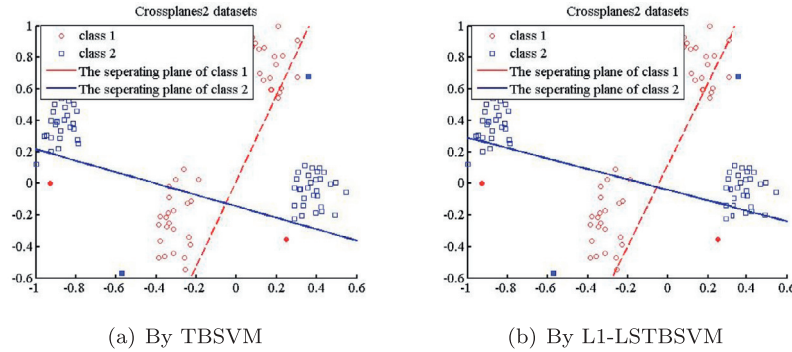 Crossplanes2 datasets
class 1
class 2
The seperating plane of class 1
The seperating plane of class 2
1
0.8
0.6
0.4
0.2
0
-0.2
-0.4
-0.6
-1 -0.8 -0.6 -0.4 -0.2 0 0.2 0.4 0.6
(a) By TBSVM
Crossplanes2 datasets
class 1
class 2
The seperating plane of class 1
The seperating plane of class 2
1
0.8
0.6
0.4
0.2
0
-0.2
-0.4
-0.6
-1 -0.8 -0.6 -0.4 -0.2 0 0.2 0.4 0.6
(b) By L1-LSTBSVM